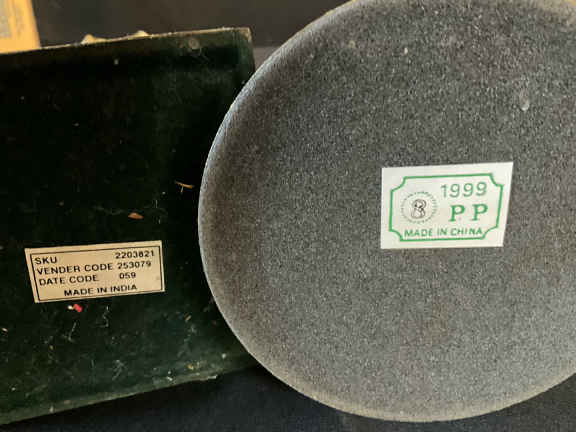 SKU 2203821
VENDER CODE 253079
DATE CODE 059
MADE IN INDIA
1999
PP
MADE IN CHINA